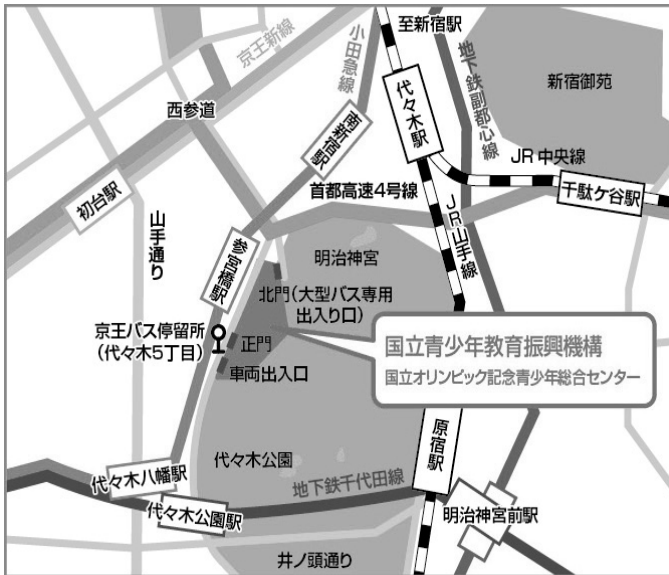 至新宿駅
京王新線
小田急線
地下鉄副都心線
新宿御苑
代々木駅
西参道
南新宿駅
JR中央線
千駄ケ谷駅
首都高速4号線
JR山手線
初台駅
山手通り
参宮橋駅
明治神宮
北門(大型バス専用
出入り口)
京王バス停留所
(代々木5丁目)
正門
車両出入口
国立青少年教育振興機構
国立オリンピック記念青少年総合センター
原宿駅
代々木公園
代々木八幡駅
地下鉄千代田線
代々木公園駅
明治神宮前駅
井ノ頭通り